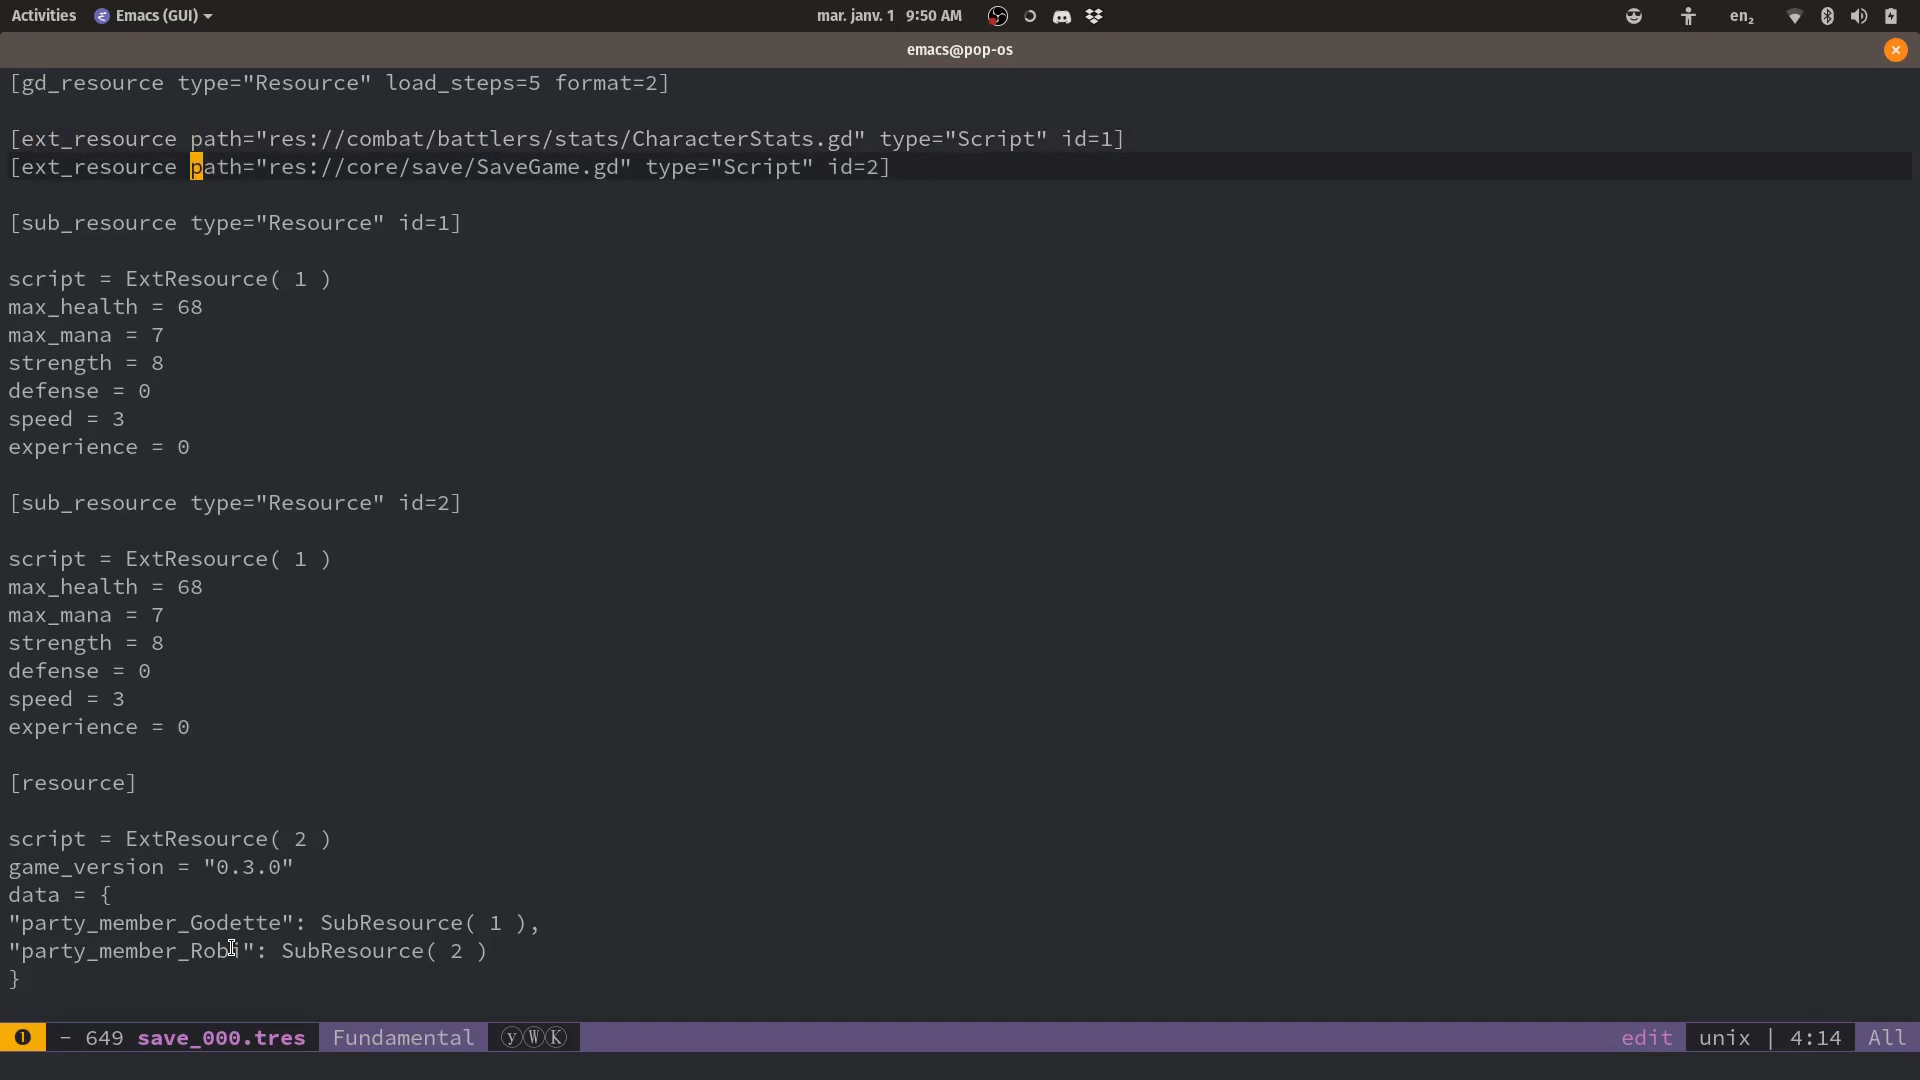 Activities Emacs (GUI) mar. janv. 1 9:50 AM en₂
emacs@pop-os
[gd_resource type="Resource" load_steps=5 format=2]
[ext_resource path="res://combat/battlers/stats/CharacterStats.gd" type="Script" id=1]
[ext_resource path="res://core/save/SaveGame.gd" type="Script" id=2]
[sub_resource type="Resource" id=1]
script = ExtResource( 1 )
max_health = 68
max_mana = 7
strength = 8
defense = 0
speed = 3
experience = 0
[sub_resource type="Resource" id=2]
script = ExtResource( 1 )
max_health = 68
max_mana = 7
strength = 8
defense = 0
speed = 3
experience = 0
[resource]
script = ExtResource( 2 )
game_version = "0.3.0"
data = {
"party_member_Godette": SubResource( 1 ),
"party_member_Robi": SubResource( 2 )
}
❶ - 649 save_000.tres Fundamental ⓨⓌⓀ edit unix | 4:14 All